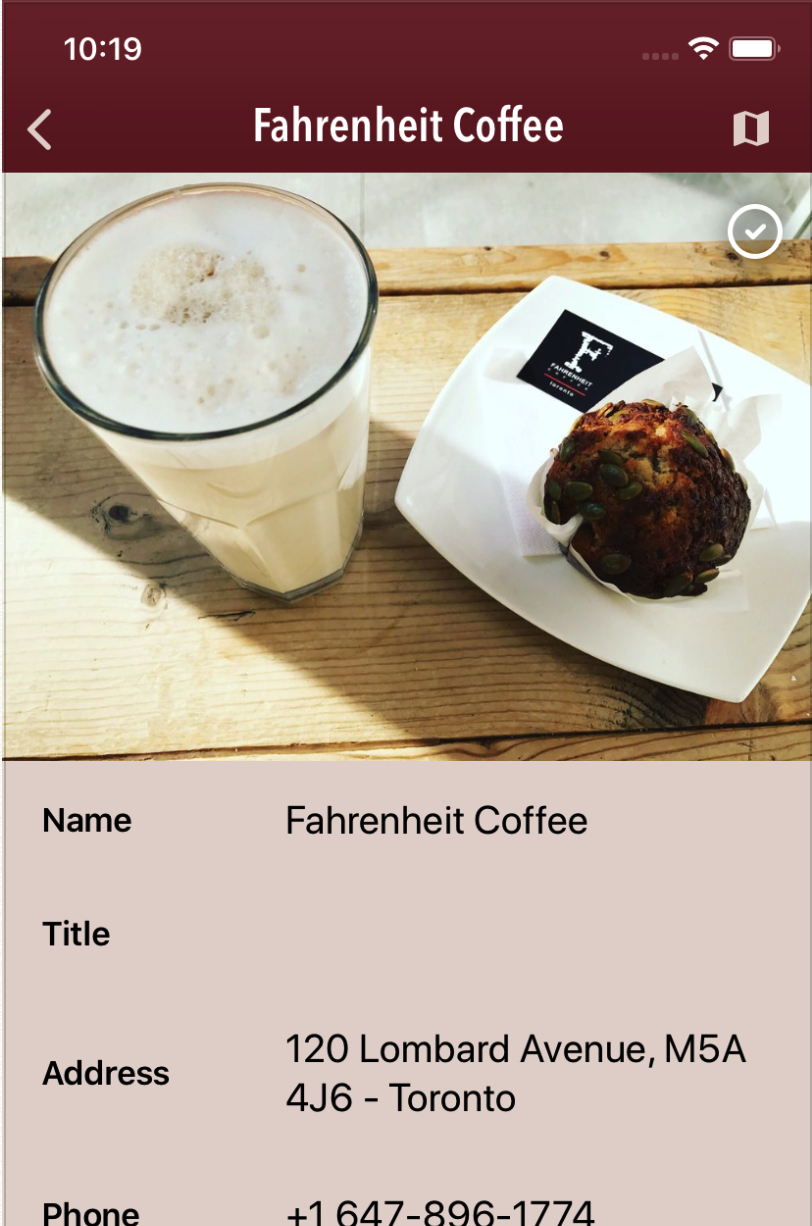 10:19
Fahrenheit Coffee
F
FAHRENHEIT
COFFEE
toronto
Name Fahrenheit Coffee
Title
Address 120 Lombard Avenue, M5A
4J6 - Toronto
Phone +1 647-896-1774